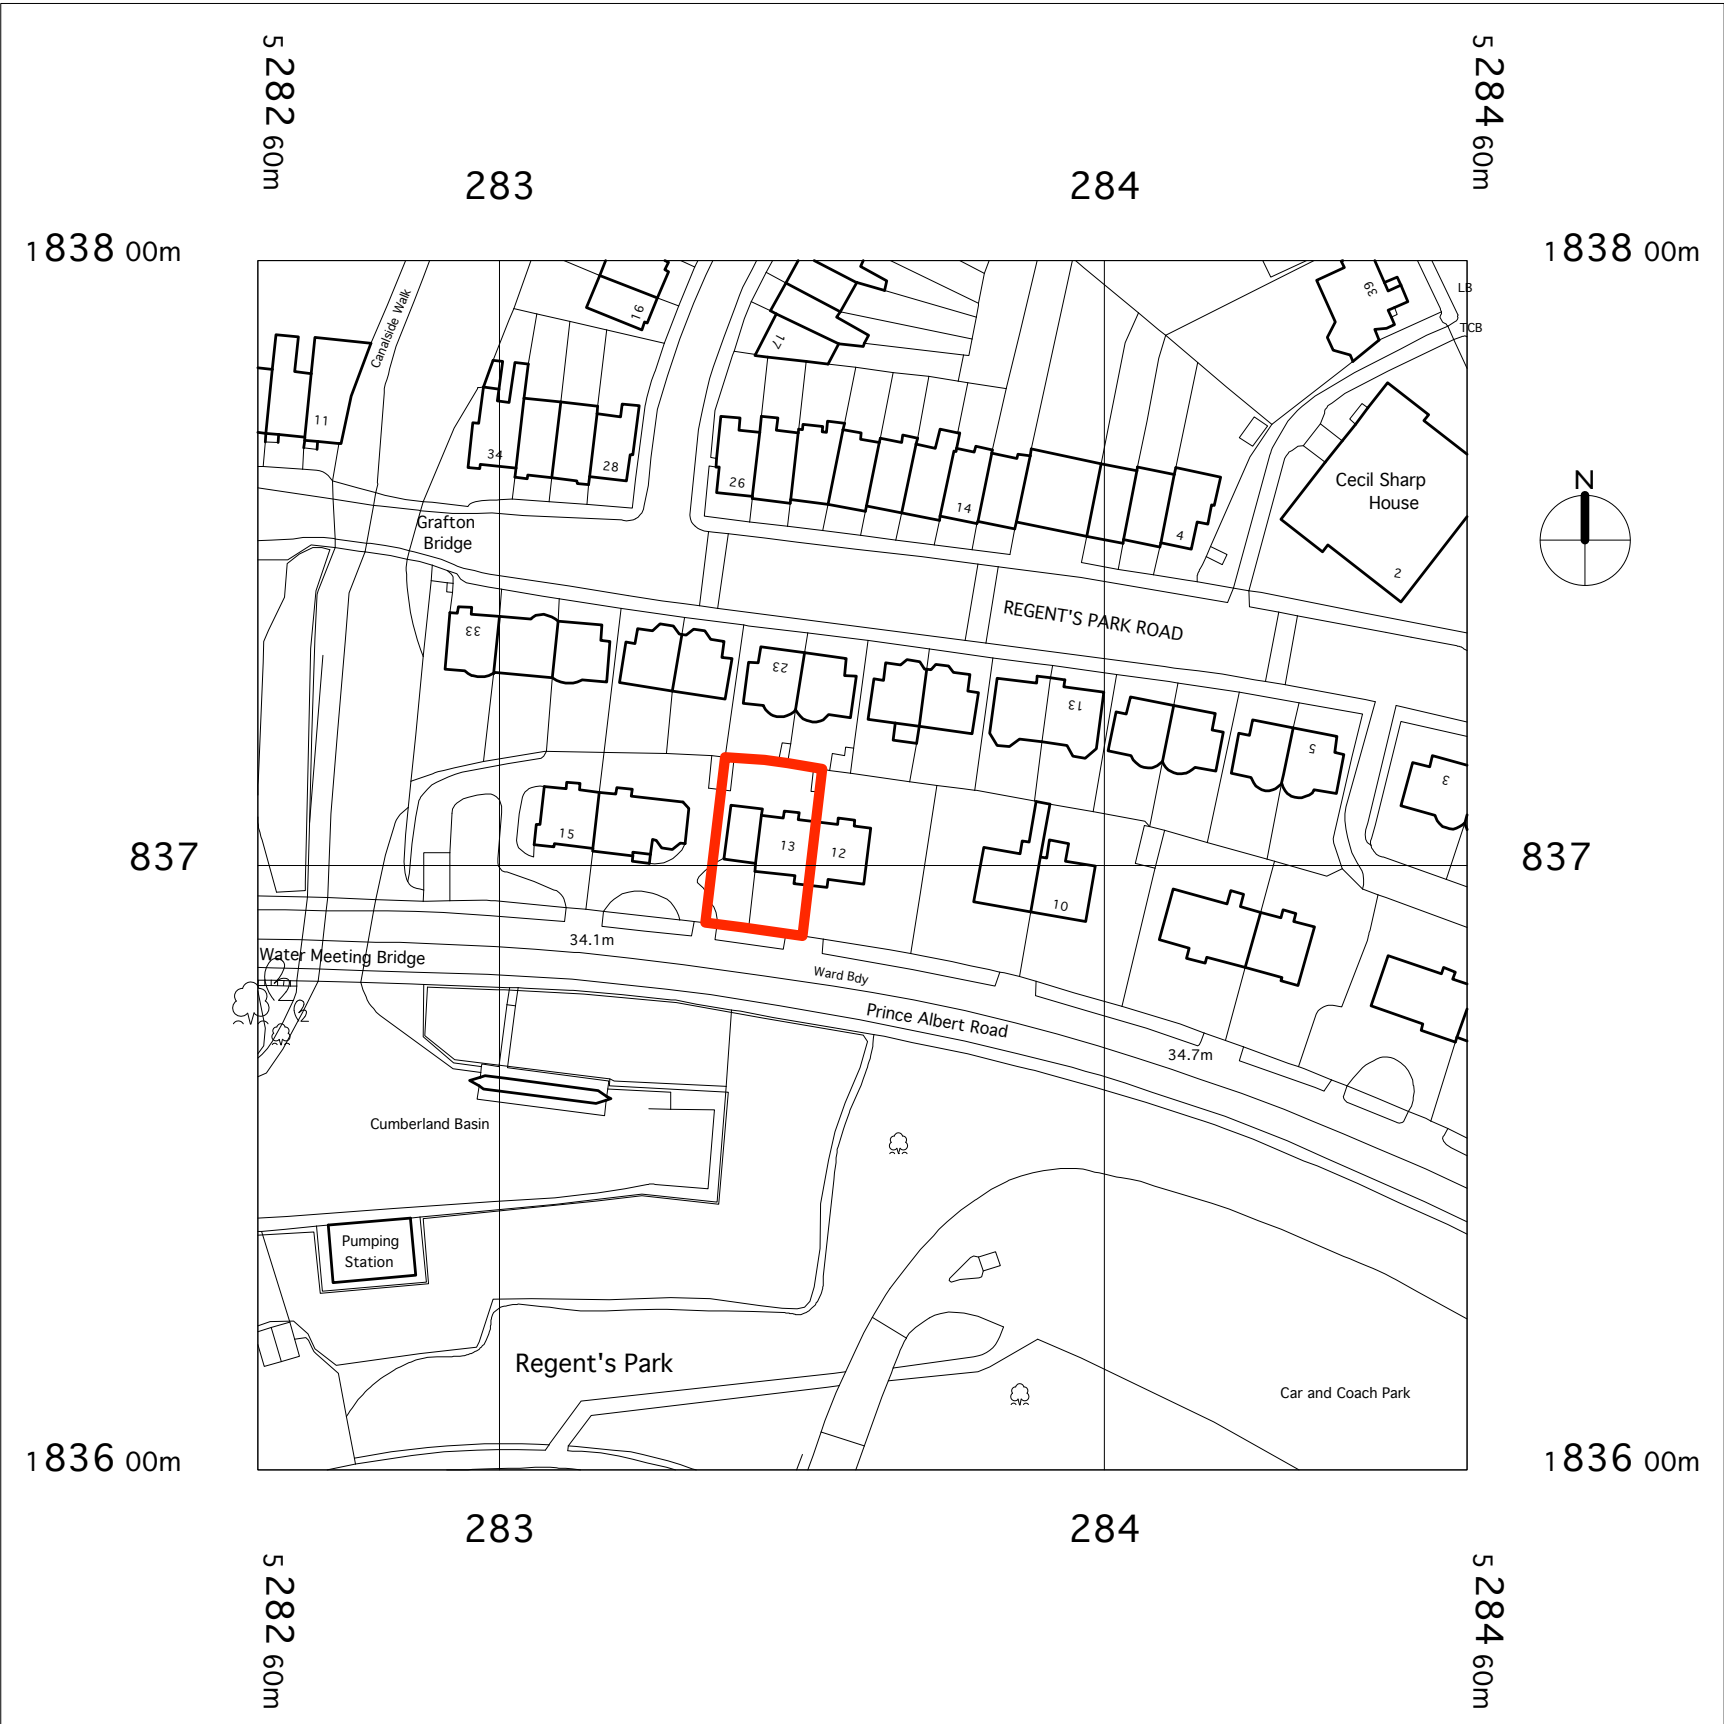 5 282 60m
5 284 60m
283
284
1838 00m
1838 00m
Canalside Walk
16
17
39
LB
TCB
11
34
28
26
14
4
Cecil Sharp
House
2
N
Grafton
Bridge
REGENT'S PARK ROAD
33
23
13
5
3
15
13
12
10
837
837
34.1m
Water Meeting Bridge
Ward Bdy
Prince Albert Road
34.7m
Cumberland Basin
Pumping
Station
Regent's Park
Car and Coach Park
1836 00m
1836 00m
283
284
5 282 60m
5 284 60m